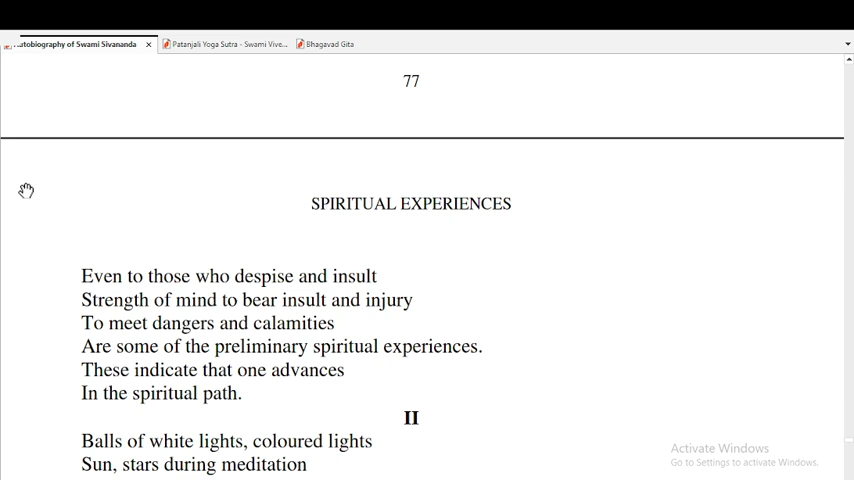 Autobiography of Swami Sivananda × Patanjali Yoga Sutra - Swami Vive... Bhagavad Gita
77
SPIRITUAL EXPERIENCES
Even to those who despise and insult
Strength of mind to bear insult and injury
To meet dangers and calamities
Are some of the preliminary spiritual experiences.
These indicate that one advances
In the spiritual path.
II
Balls of white lights, coloured lights
Sun, stars during meditation
Activate Windows
Go to Settings to activate Windows.